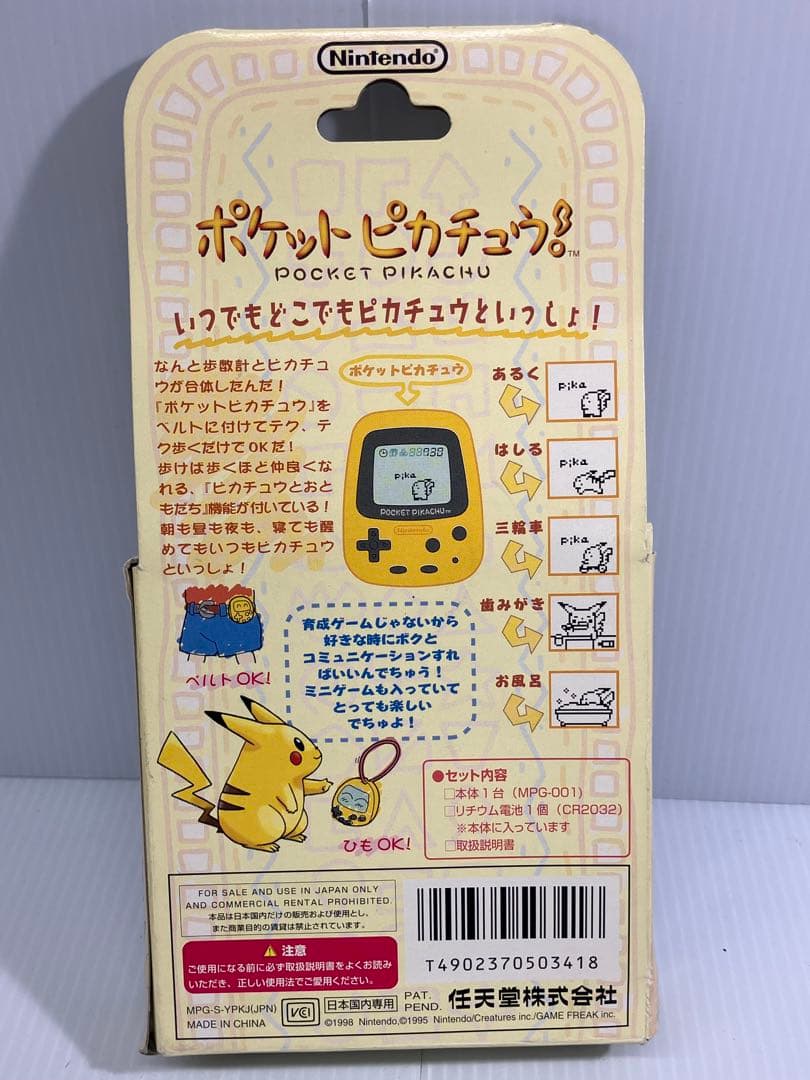 Nintendo®
ポケットピカチュウ!™
POCKET PIKACHU
いつでもどこでもピカチュウといっしょ!
なんと歩数計とピカチュ
ウが合体したんだ!
『ポケットピカチュウ』を
ベルトに付けてテク、テ
ク歩くだけでOKだ!
歩けば歩くほど仲良くな
れる、『ピカチュウとおと
もだち』機能が付いている!
朝も昼も夜も、寝ても醒
めてもいつもピカチュウ
といっしょ!
ベルトOK!
ポケットピカチュウ
pika
POCKET PIKACHU™
Nintendo
あるく
pika
はしる
pika
三輪車
pika
歯みがき
お風呂
育成ゲームじゃないから
好きな時にボクと
コミュニケーションすれ
ばいいんでちゅう!
ミニゲームも入っていて
とっても楽しい
でちゅよ!
ひもOK!
●セット内容
□本体1台(MPG-001)
□リチウム電池1個(CR2032)
※本体に入っています
□取扱説明書
FOR SALE AND USE IN JAPAN ONLY
AND COMMERCIAL RENTAL PROHIBITED.
本品は日本国内だけの販売および使用とし、
また商業目的の賃貸は禁止されています。
⚠注意
ご使用になる前に必ず取扱説明書をよくお読み
いただき、正しい使用法でご愛用ください。
T4902370503418
MPG-S-YPKJ(JPN)
MADE IN CHINA
VCCI
日本国内専用
PAT.
PEND.
任天堂株式会社
©1998 Nintendo,©1995 Nintendo/Creatures inc./GAME FREAK inc.